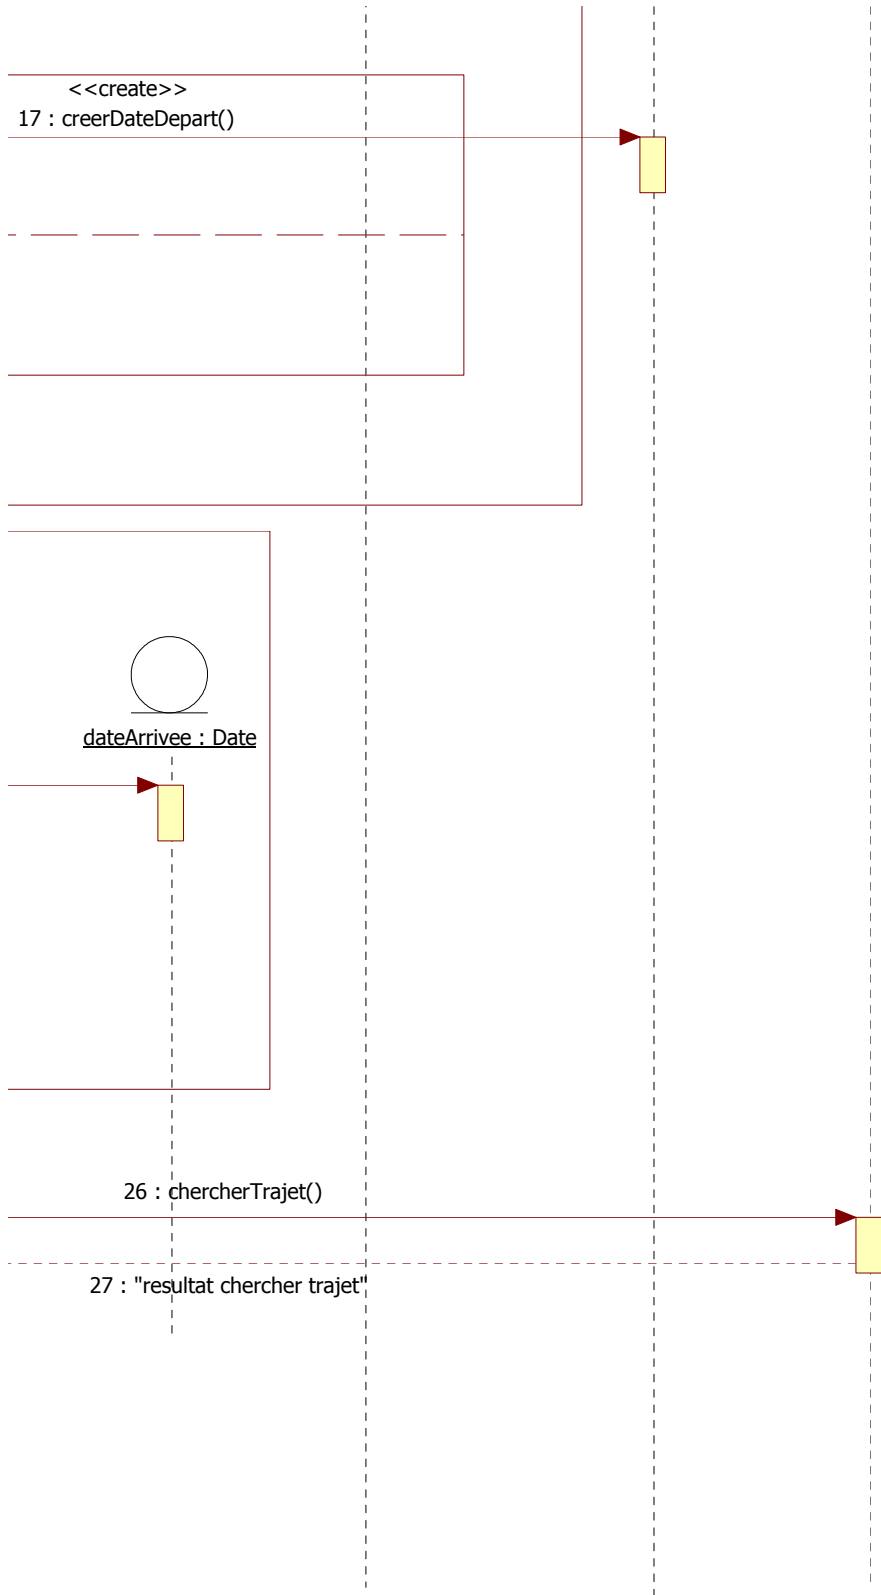 <<create>>
17 : creerDateDepart()
dateArrivee : Date
26 : chercherTrajet()
27 : "resultat chercher trajet"